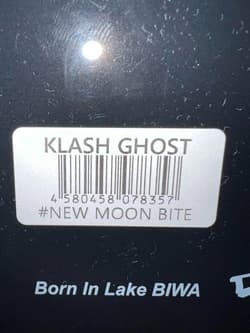 KLASH GHOST
4 580458 078357
#NEW MOON BITE
Born In Lake BIWA